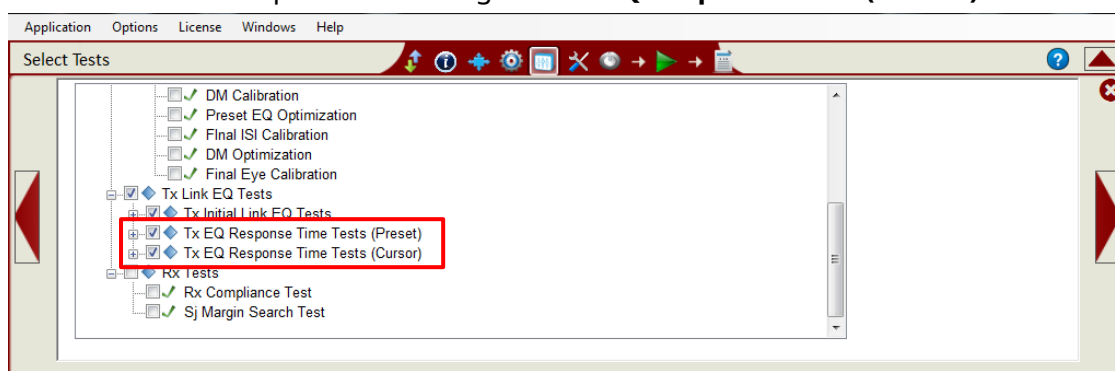 Application Options License Windows Help
Select Tests
DM Calibration
Preset EQ Optimization
FInal ISI Calibration
DM Optimization
Final Eye Calibration
Tx Link EQ Tests
Tx Initial Link EQ Tests
Tx EQ Response Time Tests (Preset)
Tx EQ Response Time Tests (Cursor)
Rx Tests
Rx Compliance Test
Sj Margin Search Test